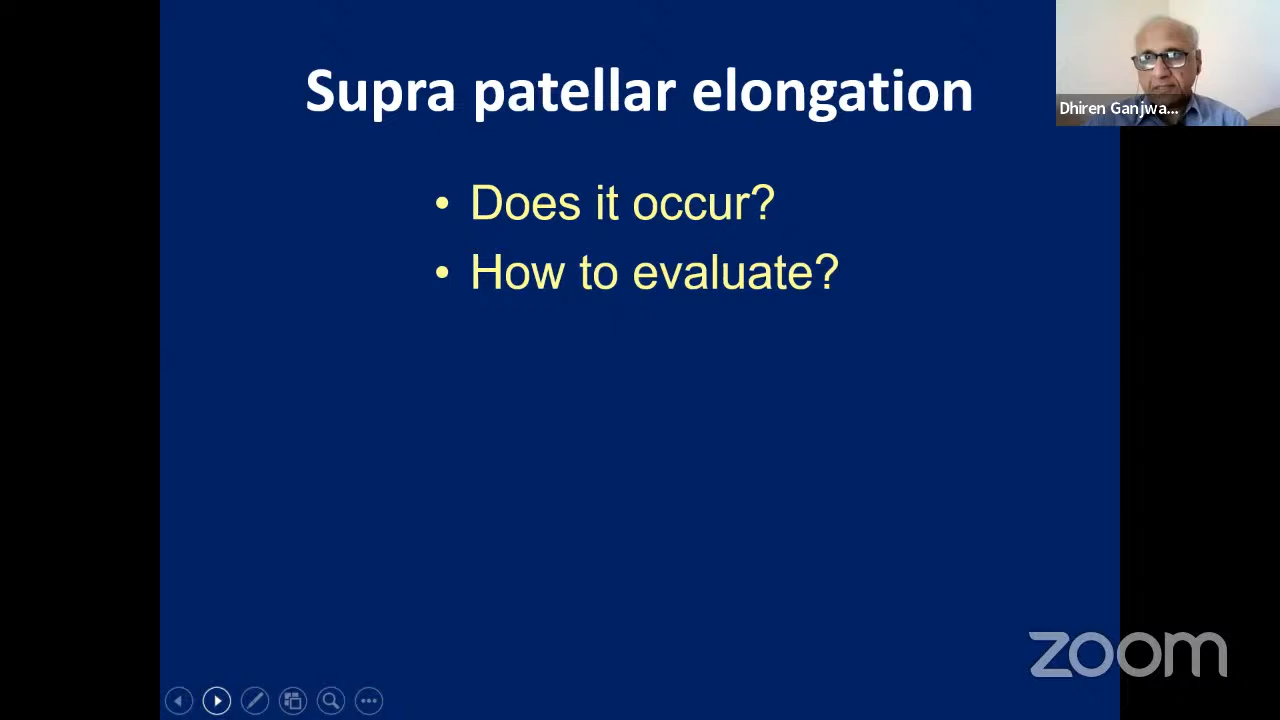 Supra patellar elongation
Dhiren Ganjwa...
• Does it occur?
• How to evaluate?
zoom